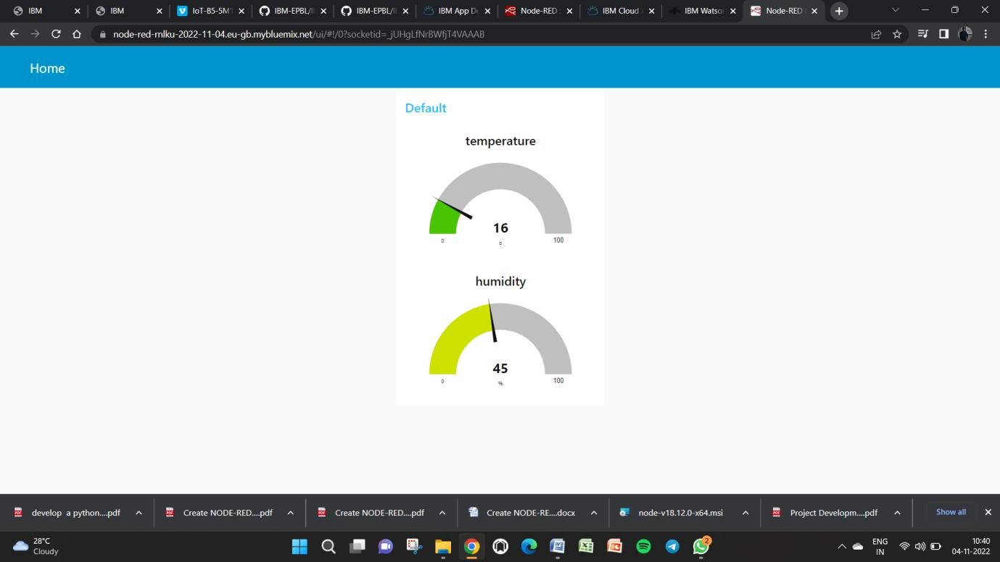 IBM
IBM
IoT-B5-5M1
IBM-EPBL/I
IBM-EPBL/I
IBM App De
Node-RED :
IBM Cloud A
IBM Watso
Node-RED
node-red-rnlku-2022-11-04.eu-gb.mybluemix.net/ui/#!/0?socketid=_jUHgLfNrBWfjT4VAAAB
Home
Default
temperature
16
0
c
100
humidity
45
0
%
100
develop a python....pdf
Create NODE-RED....pdf
Create NODE-RED....pdf
Create NODE-RE....docx
node-v18.12.0-x64.msi
Project Developm....pdf
Show all
28°C
Cloudy
2
ENG
IN
10:40
04-11-2022